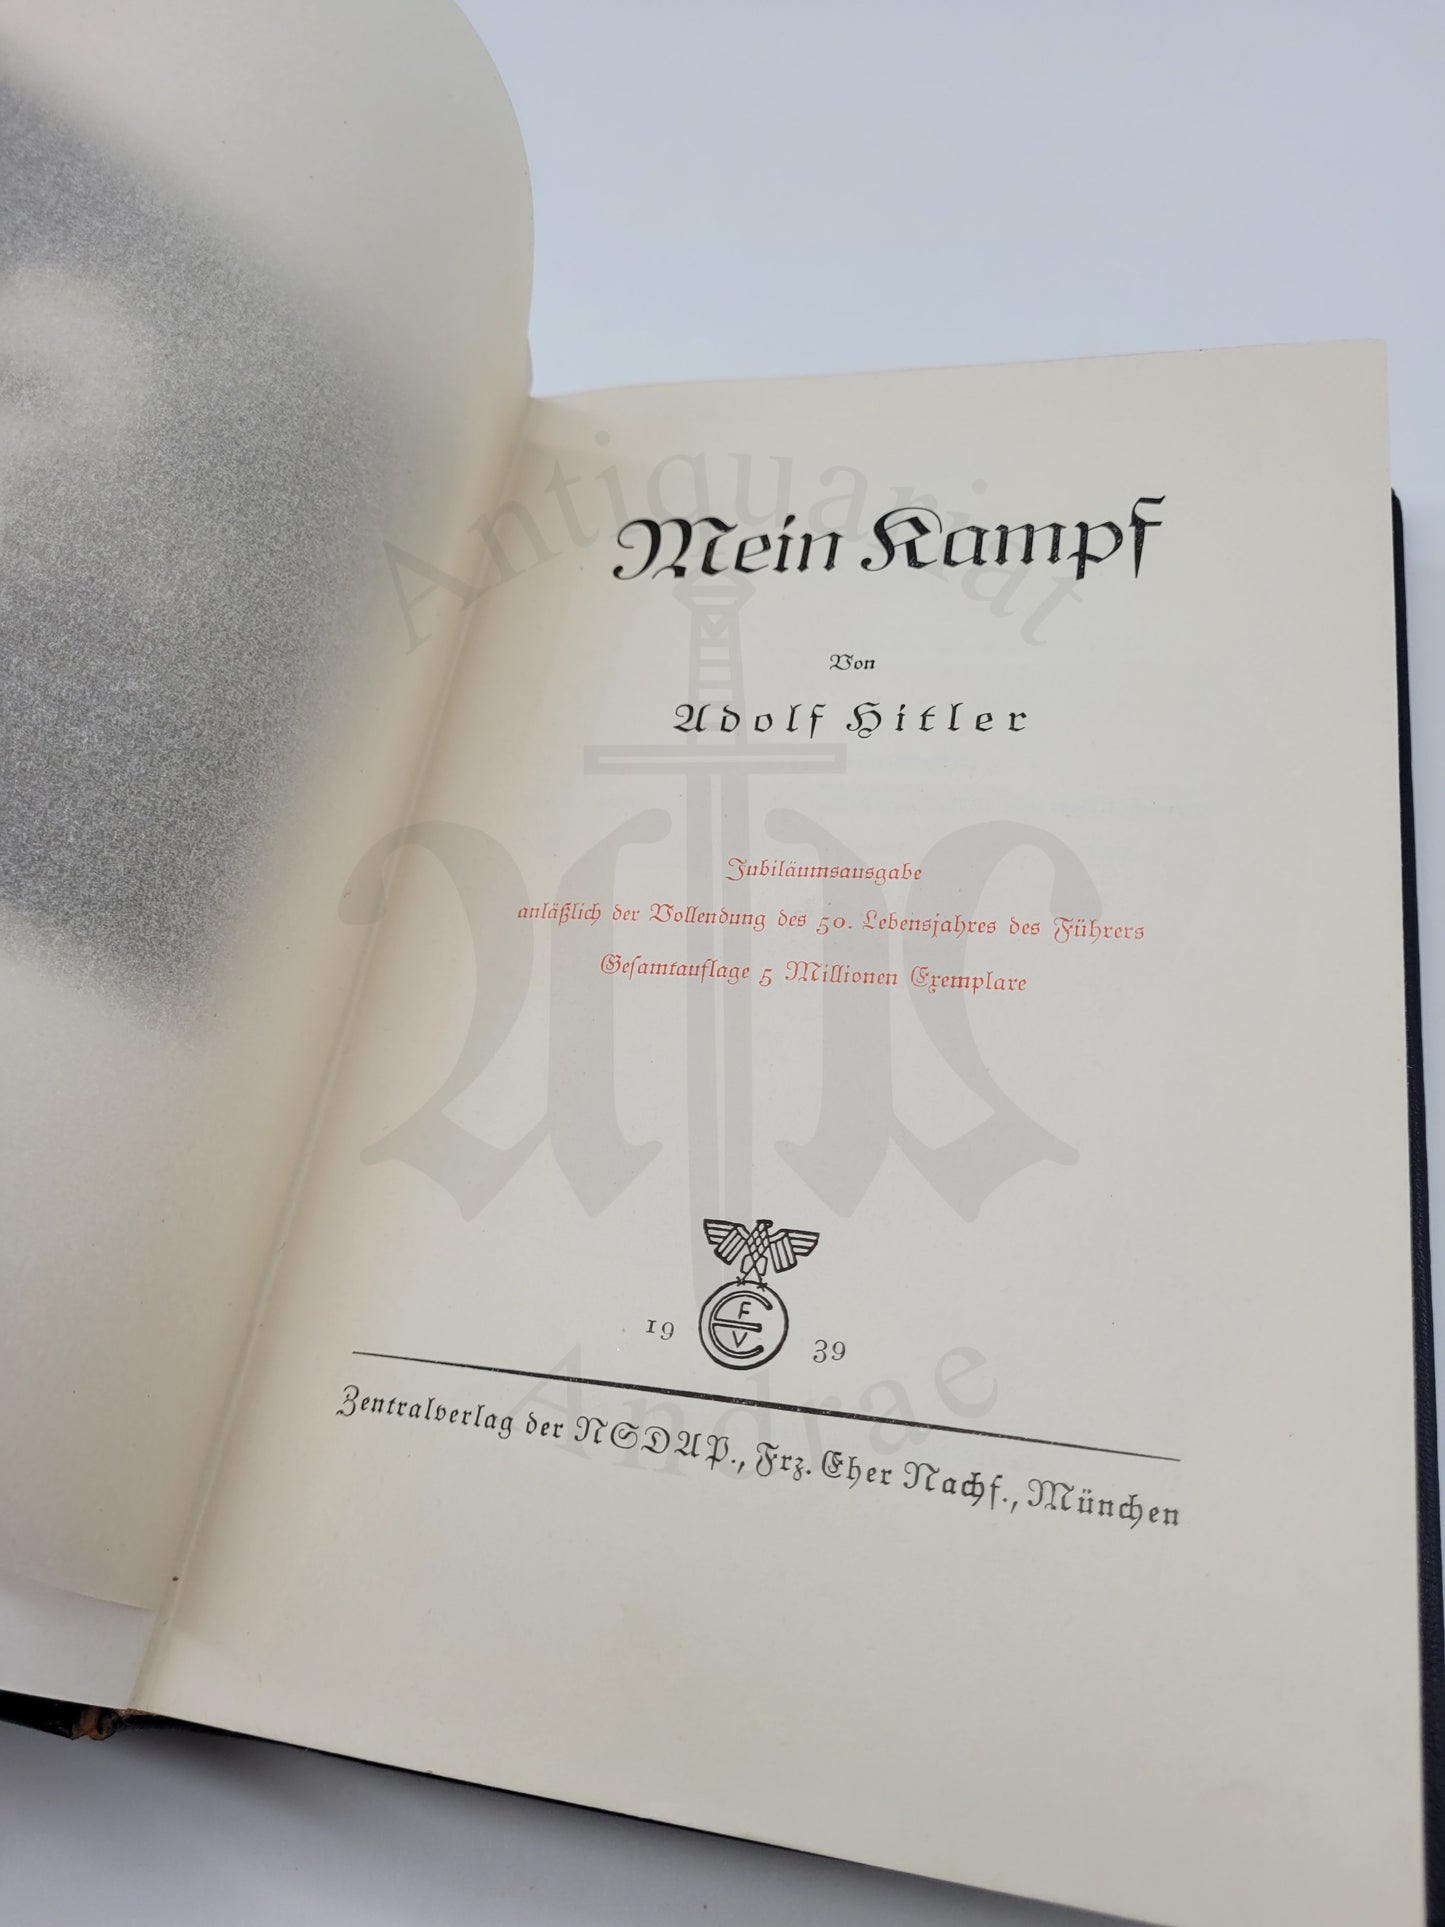 Antiquariat
Mein Kampf
Von
Adolf Hitler
Jubiläumsausgabe
anläßlich der Vollendung des 50. Lebensjahres des Führers
Gesamtauflage 5 Millionen Exemplare
F
E
V
19 39
Andrae
Zentralverlag der NSDAP., Frz. Eher Nachf., München